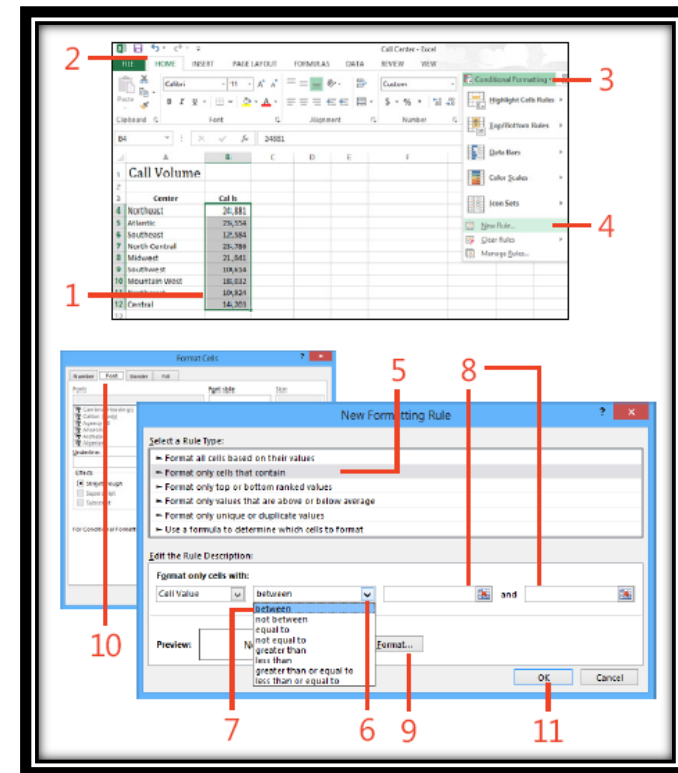 Call Center - Excel
2
FILE HOME INSERT PAGE LAYOUT FORMULAS DATA REVIEW VIEW
Calibri 11 A A Custom Conditional Formatting
3
Paste B I U A $ % Highlight Cells Rules
Clipboard Font Alignment Number
Top/Bottom Rules
B4 fx 24881
Data Bars
A B C D E F
1 Call Volume
Color Scales
2
3 Center Calls
Icon Sets
4 Northeast 24,881
New Rule...
4
5 Atlantic
Clear Rules
6 Southeast
7 North Central
Manage Rules...
8 Midwest
9 Southwest
10 Mountain West
1
12 Central
Format Cells ? ×
Number Font Border Fill
Font style Size
Underline:
Effects
Strikethrough
Superscript
Subscript
10
5
8
New Formatting Rule ? ×
Select a Rule Type:
► Format all cells based on their values
► Format only cells that contain
► Format only top or bottom ranked values
► Format only values that are above or below average
► Format only unique or duplicate values
► Use a formula to determine which cells to format
Edit the Rule Description:
Format only cells with:
Cell Value between and
between
not between
equal to
not equal to
greater than
less than
greater than or equal to
less than or equal to
Preview: Format...
OK Cancel
7
6
9
11